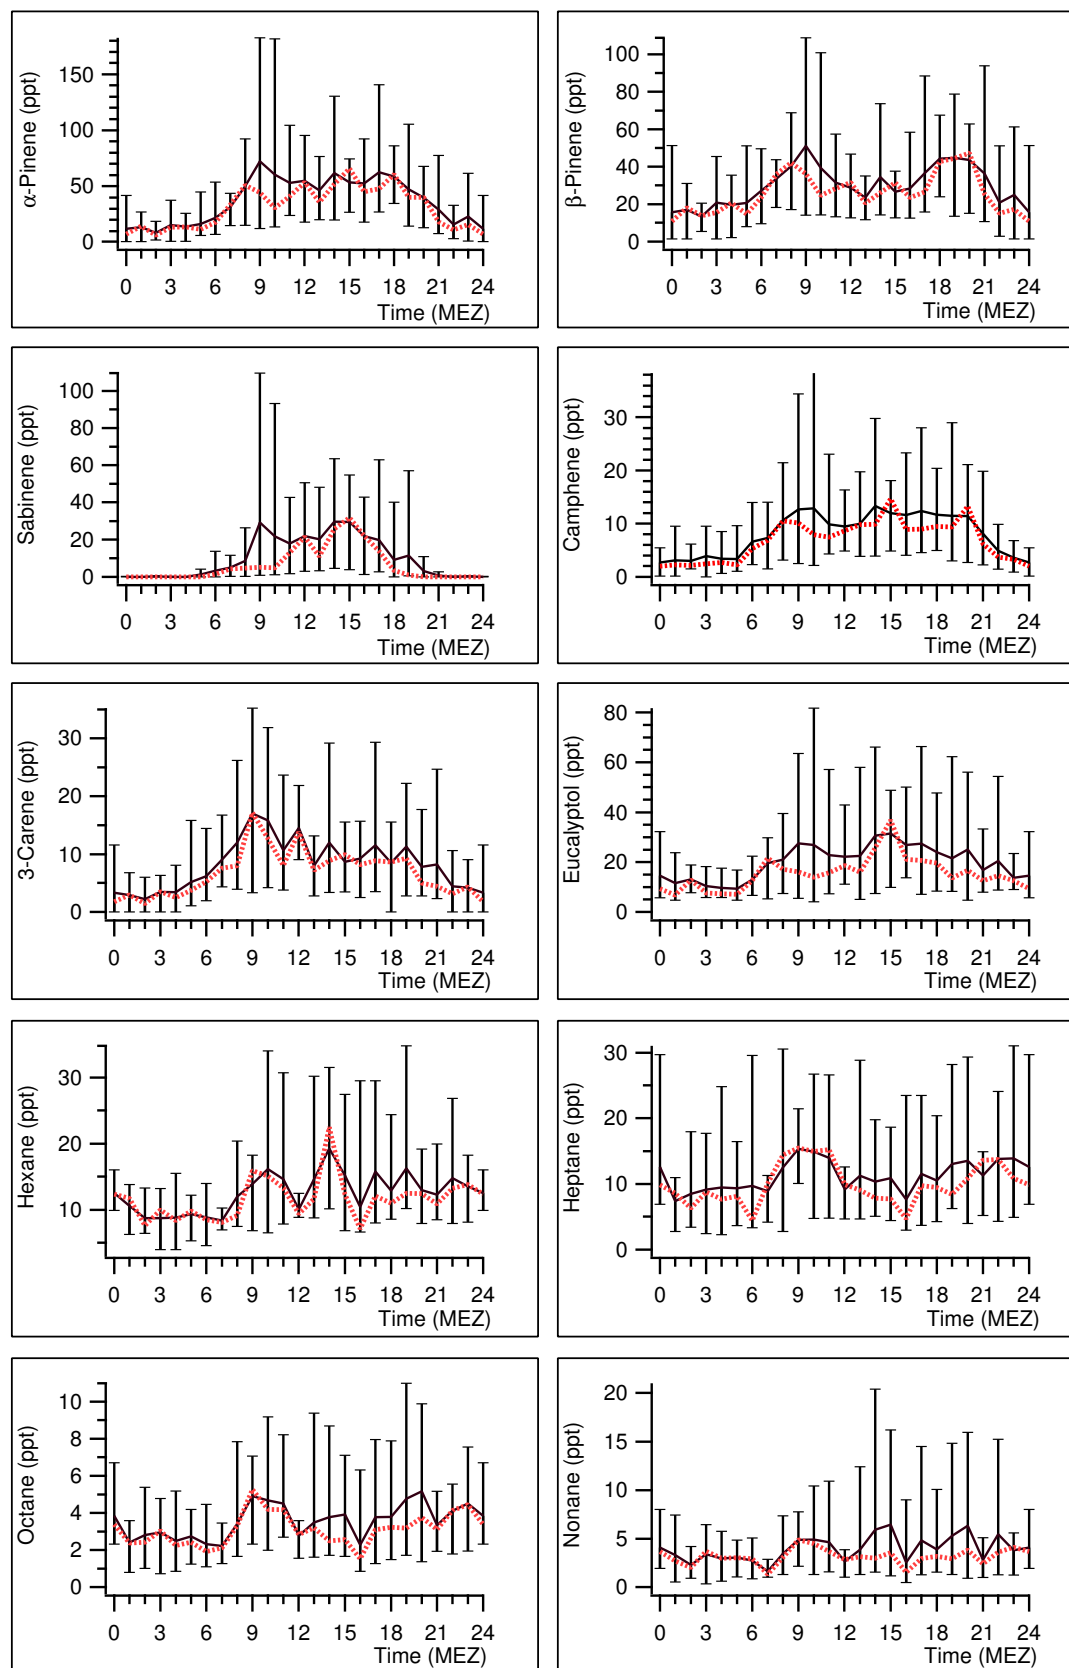 α-Pinene (ppt)
150
100
50
0
0 3 6 9 12 15 18 21 24
Time (MEZ)
β-Pinene (ppt)
100
80
60
40
20
0
0 3 6 9 12 15 18 21 24
Time (MEZ)
Sabinene (ppt)
100
80
60
40
20
0
0 3 6 9 12 15 18 21 24
Time (MEZ)
Camphene (ppt)
30
20
10
0
0 3 6 9 12 15 18 21 24
Time (MEZ)
3-Carene (ppt)
30
20
10
0
0 3 6 9 12 15 18 21 24
Time (MEZ)
Eucalyptol (ppt)
80
60
40
20
0
0 3 6 9 12 15 18 21 24
Time (MEZ)
Hexane (ppt)
30
20
10
0 3 6 9 12 15 18 21 24
Time (MEZ)
Heptane (ppt)
30
20
10
0
0 3 6 9 12 15 18 21 24
Time (MEZ)
Octane (ppt)
10
8
6
4
2
0
0 3 6 9 12 15 18 21 24
Time (MEZ)
Nonane (ppt)
20
15
10
5
0
0 3 6 9 12 15 18 21 24
Time (MEZ)